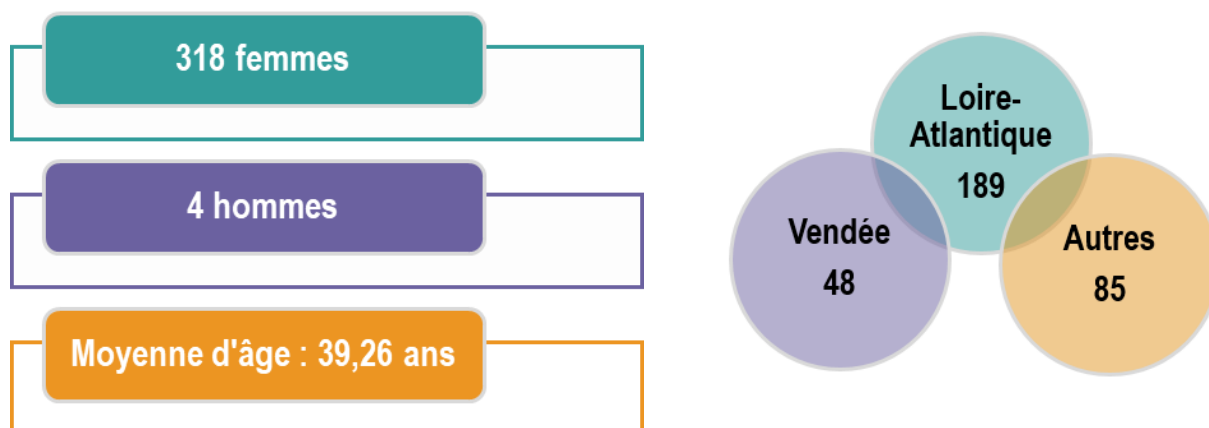 318 femmes
4 hommes
Moyenne d'âge : 39,26 ans
Loire-
Atlantique
189
Vendée
48
Autres
85